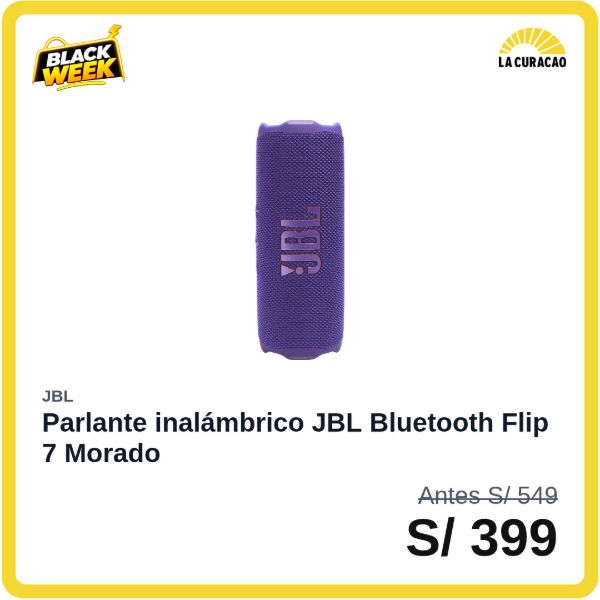 BLACK
WEEK
LA CURACAO
JBL
JBL
Parlante inalámbrico JBL Bluetooth Flip
7 Morado
Antes S/ 549
S/ 399